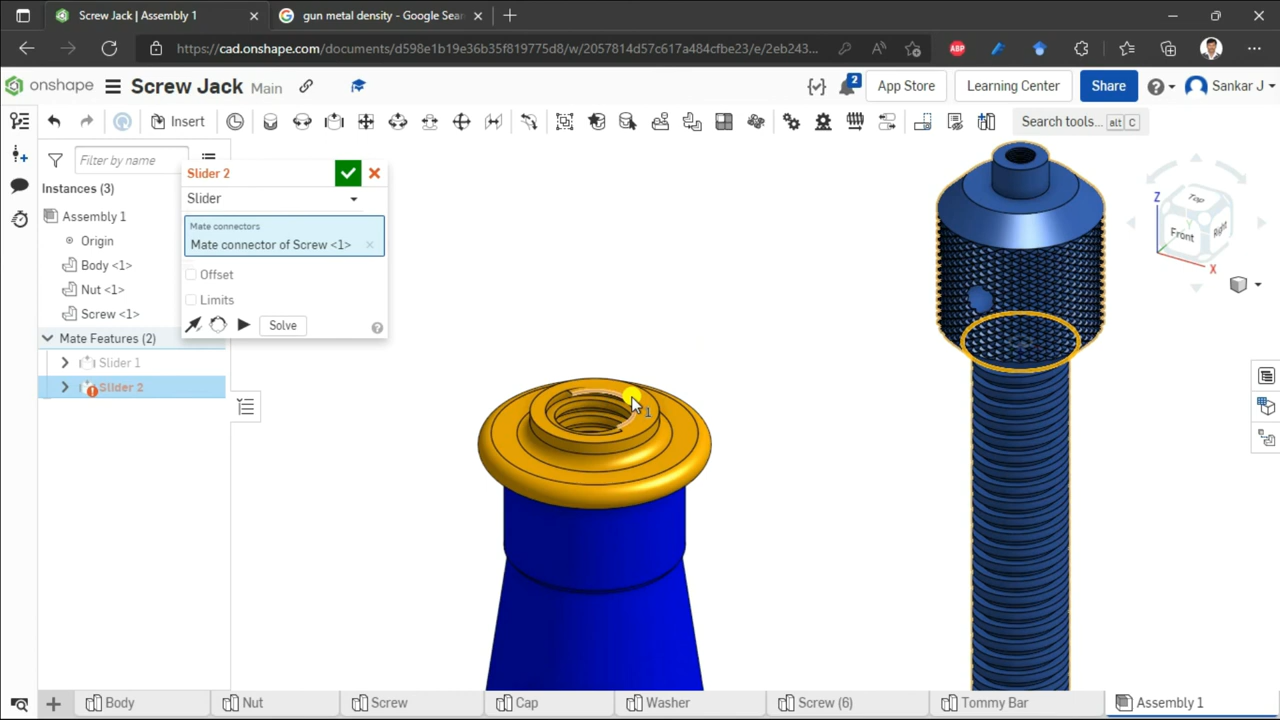 Screw Jack | Assembly 1
gun metal density - Google Sear
https://cad.onshape.com/documents/d598e1b19e36b35f819775d8/w/2057814d57c617a484cfbe23/e/2eb243...
ABP
onshape
Screw Jack Main
2
App Store
Learning Center
Share
Sankar J
Insert
Search tools... alt C
Filter by name
Instances (3)
Assembly 1
Origin
Body <1>
Nut <1>
Screw <1>
Mate Features (2)
Slider 1
Slider 2
Slider 2
Slider
Mate connectors
Mate connector of Screw <1>
Offset
Limits
Solve
1
Z
Top
Front
Right
X
Body
Nut
Screw
Cap
Washer
Screw (6)
Tommy Bar
Assembly 1